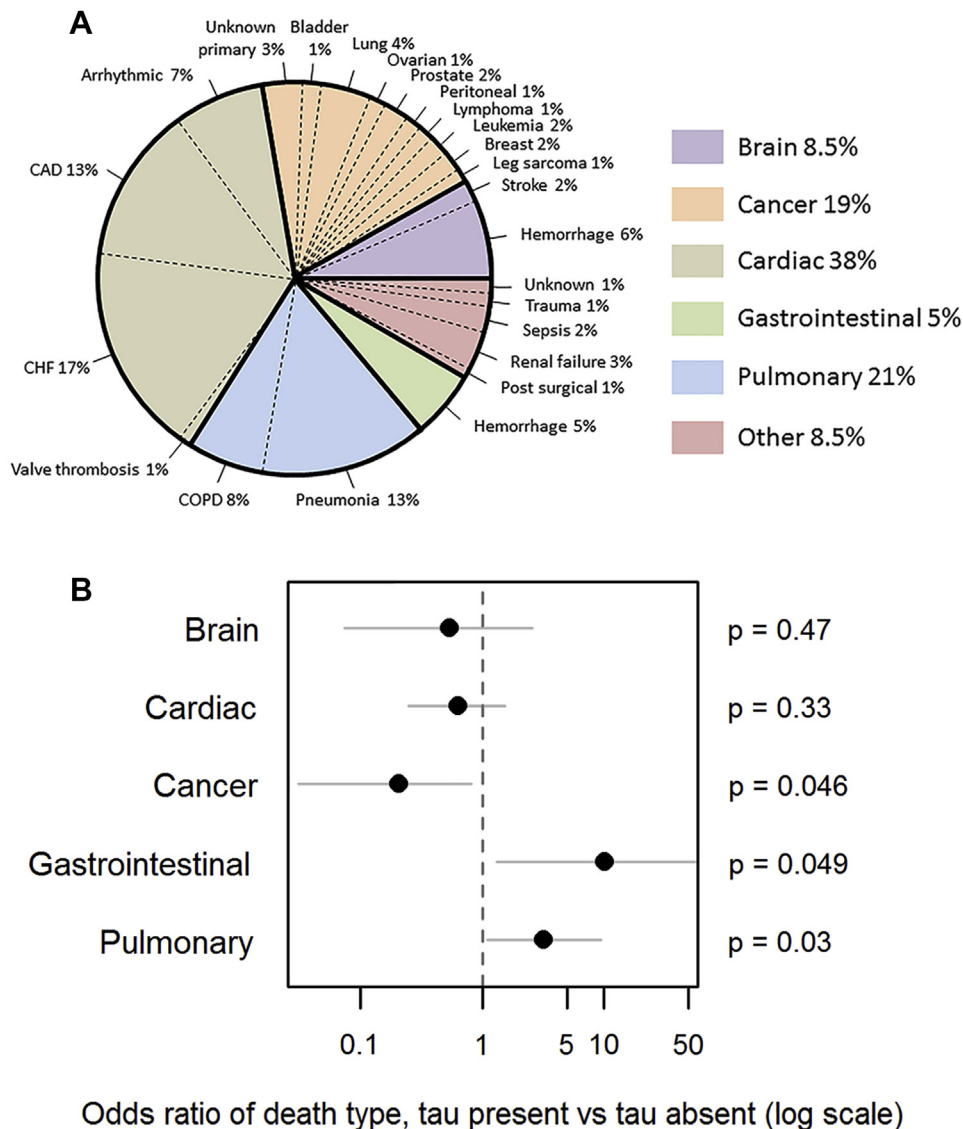 A
Unknown
primary 3%
Bladder
1%
Lung 4%
Ovarian 1%
Prostate 2%
Peritoneal 1%
Lymphoma 1%
Leukemia 2%
Breast 2%
Leg sarcoma 1%
Stroke 2%
Hemorrhage 6%
Unknown 1%
Trauma 1%
Sepsis 2%
Renal failure 3%
Post surgical 1%
Hemorrhage 5%
Pneumonia 13%
COPD 8%
Valve thrombosis 1%
CHF 17%
CAD 13%
Arrhythmic 7%
Brain 8.5%
Cancer 19%
Cardiac 38%
Gastrointestinal 5%
Pulmonary 21%
Other 8.5%
B
Brain p = 0.47
Cardiac p = 0.33
Cancer p = 0.046
Gastrointestinal p = 0.049
Pulmonary p = 0.03
0.1 1 5 10 50
Odds ratio of death type, tau present vs tau absent (log scale)